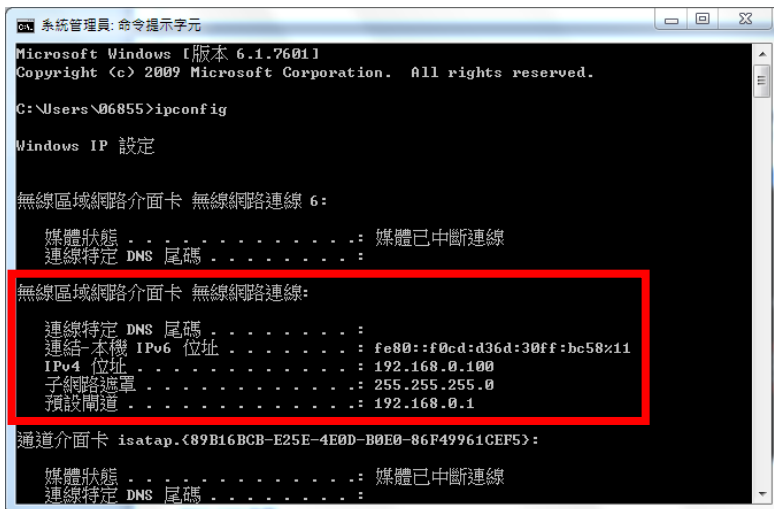 系統管理員: 命令提示字元
Microsoft Windows [版本 6.1.7601]
Copyright (c) 2009 Microsoft Corporation.  All rights reserved.
C:\Users\06855>ipconfig
Windows IP 設定
無線區域網路介面卡 無線網路連線 6:
媒體狀態 . . . . . . . . . . . . .: 媒體已中斷連線
連線特定 DNS 尾碼 . . . . . . . . :
無線區域網路介面卡 無線網路連線:
連線特定 DNS 尾碼 . . . . . . . . :
連結-本機 IPv6 位址 . . . . . . . : fe80::f0cd:d36d:30ff:bc58%11
IPv4 位址 . . . . . . . . . . . . : 192.168.0.100
子網路遮罩 . . . . . . . . . . . .: 255.255.255.0
預設閘道 . . . . . . . . . . . . .: 192.168.0.1
通道介面卡 isatap.{89B16BCB-E25E-4E0D-B0E0-86F49961CEF5}:
媒體狀態 . . . . . . . . . . . . .: 媒體已中斷連線
連線特定 DNS 尾碼 . . . . . . . . :